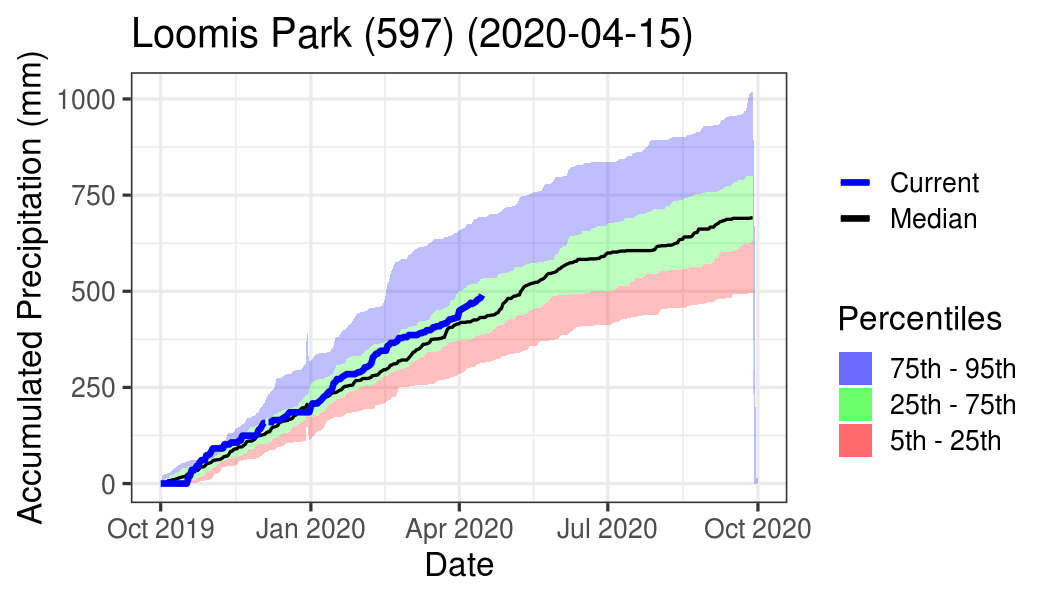 Loomis Park (597) (2020-04-15)
Accumulated Precipitation (mm)
1000
750
500
250
0
Oct 2019
Jan 2020
Apr 2020
Jul 2020
Oct 2020
Date
Current
Median
Percentiles
75th - 95th
25th - 75th
5th - 25th